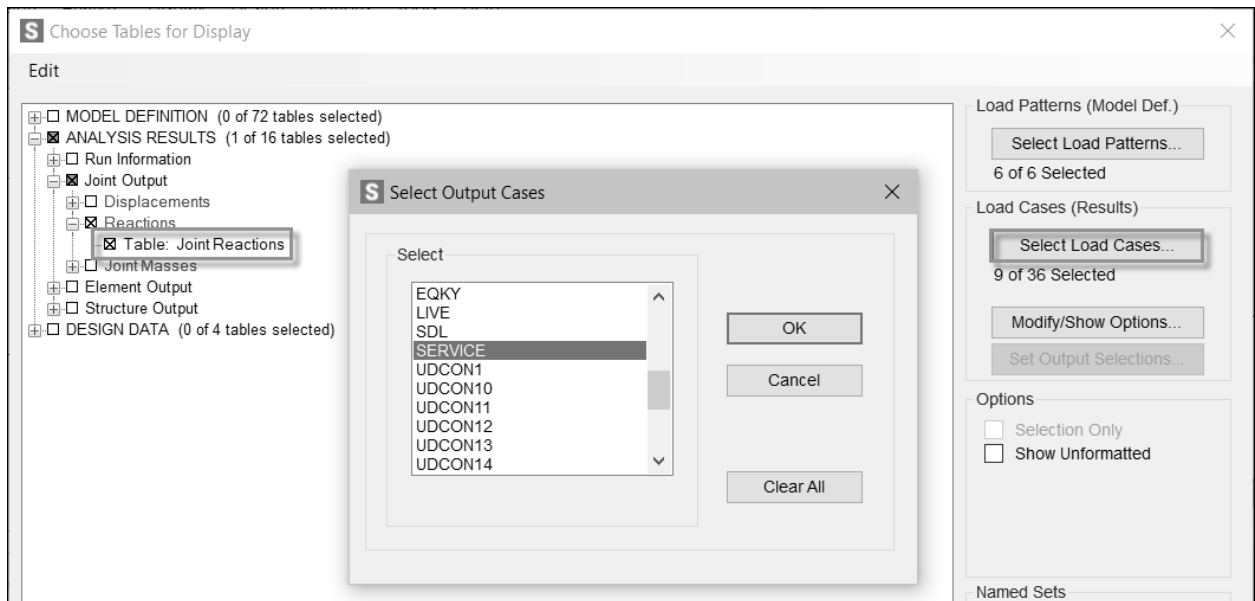 S Choose Tables for Display
Edit
MODEL DEFINITION (0 of 72 tables selected)
ANALYSIS RESULTS (1 of 16 tables selected)
Run Information
Joint Output
Displacements
Reactions
Table: Joint Reactions
Joint Masses
Element Output
Structure Output
DESIGN DATA (0 of 4 tables selected)
S Select Output Cases
Select
EQKY
LIVE
SDL
SERVICE
UDCON1
UDCON10
UDCON11
UDCON12
UDCON13
UDCON14
OK
Cancel
Clear All
Load Patterns (Model Def.)
Select Load Patterns...
6 of 6 Selected
Load Cases (Results)
Select Load Cases...
9 of 36 Selected
Modify/Show Options...
Set Output Selections...
Options
Selection Only
Show Unformatted
Named Sets